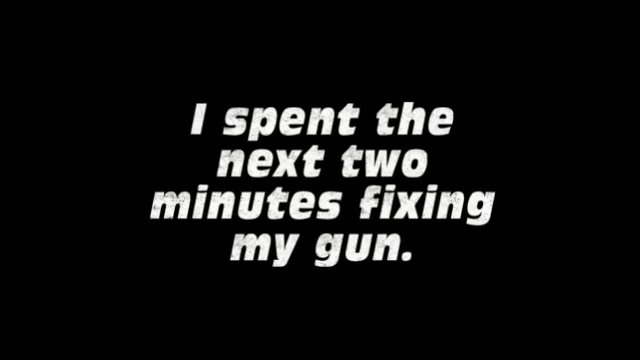 I spent the
next two
minutes fixing
my gun.